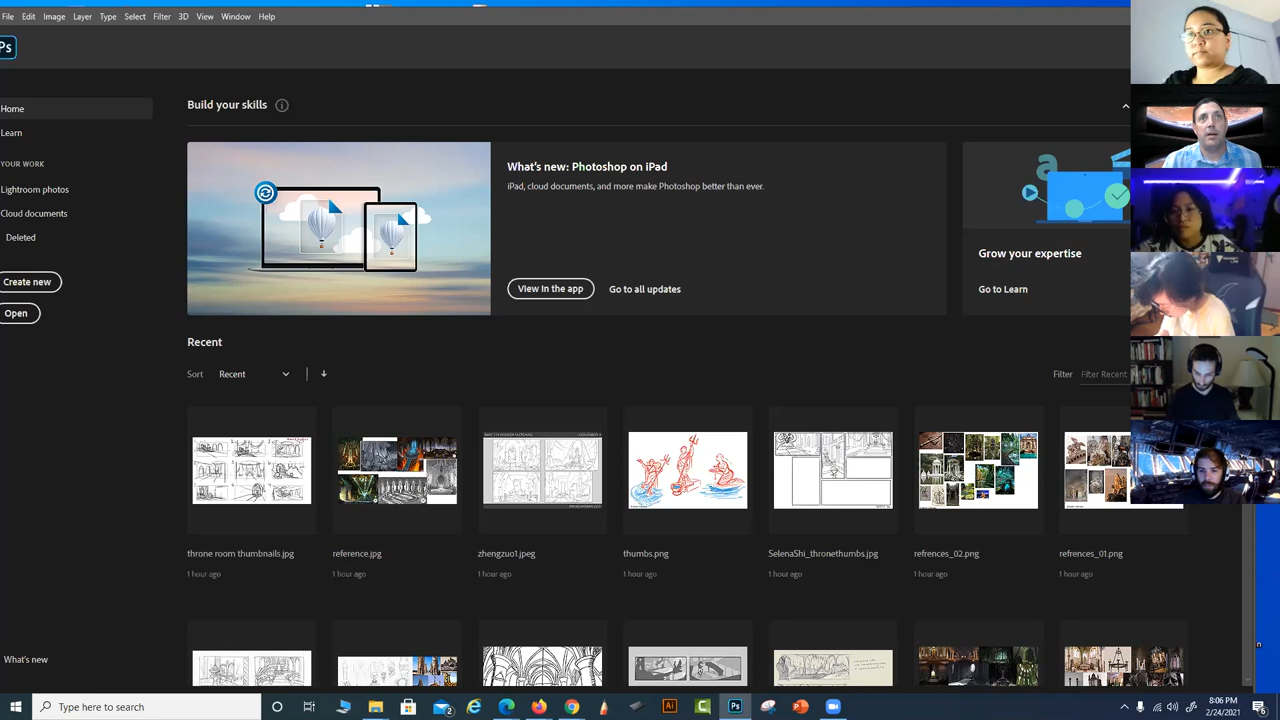 File Edit Image Layer Type Select Filter 3D View Window Help
Ps
Home
Learn
YOUR WORK
Lightroom photos
Cloud documents
Deleted
Create new
Open
What's new
Build your skills
What's new: Photoshop on iPad
iPad, cloud documents, and more make Photoshop better than ever.
View in the app Go to all updates
Grow your expertise
Go to Learn
Recent
Sort Recent
Filter Filter Recent
throne room thumbnails.jpg reference.jpg zhengzuo1.jpeg thumbs.png SelenaShi_thronethumbs.jpg refrences_02.png refrences_01.png
1 hour ago 1 hour ago 1 hour ago 1 hour ago 1 hour ago 1 hour ago 1 hour ago
Type here to search
Ai
Ps
8:06 PM
2/24/2021